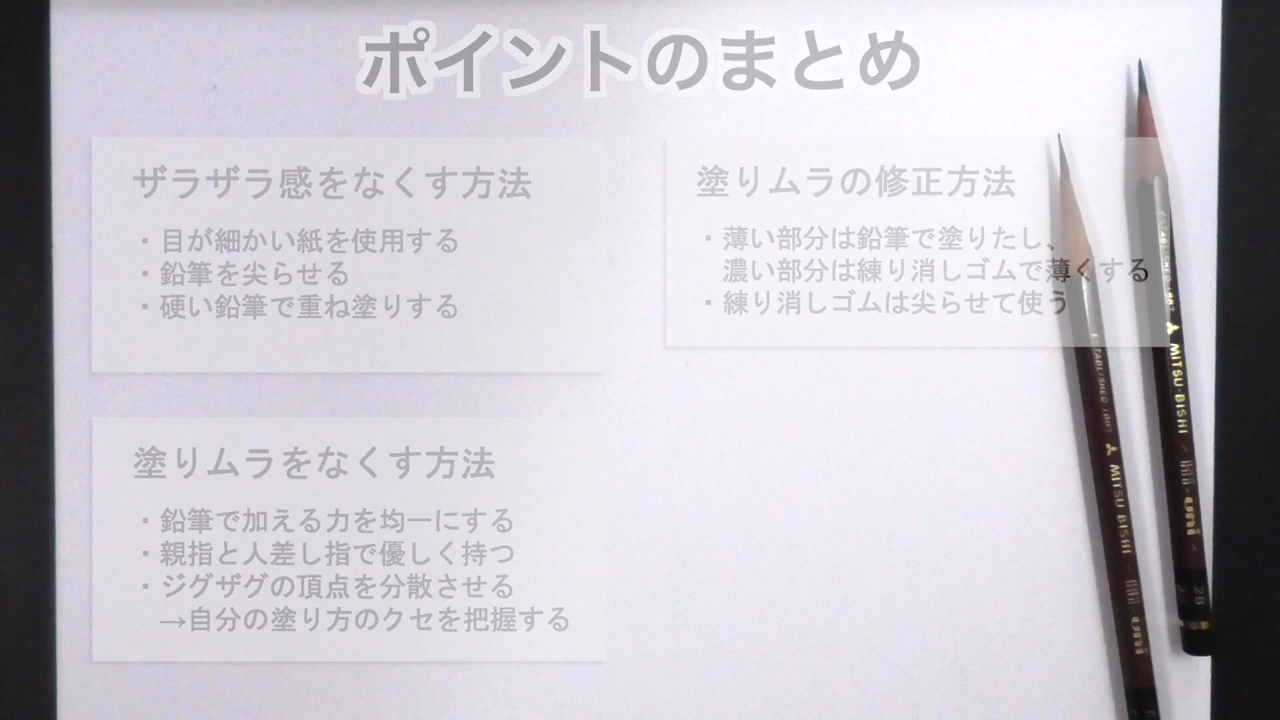 ポイントのまとめ
ザラザラ感をなくす方法
・目が細かい紙を使用する
・鉛筆を尖らせる
・硬い鉛筆で重ね塗りする
塗りムラの修正方法
・薄い部分は鉛筆で塗りたし、
濃い部分は練り消しゴムで薄くする
・練り消しゴムは尖らせて使う
塗りムラをなくす方法
・鉛筆で加える力を均一にする
・親指と人差し指で優しく持つ
・ジグザグの頂点を分散させる
→自分の塗り方のクセを把握する
MITSU-BISHI
uni
MITSU-BISHI
uni